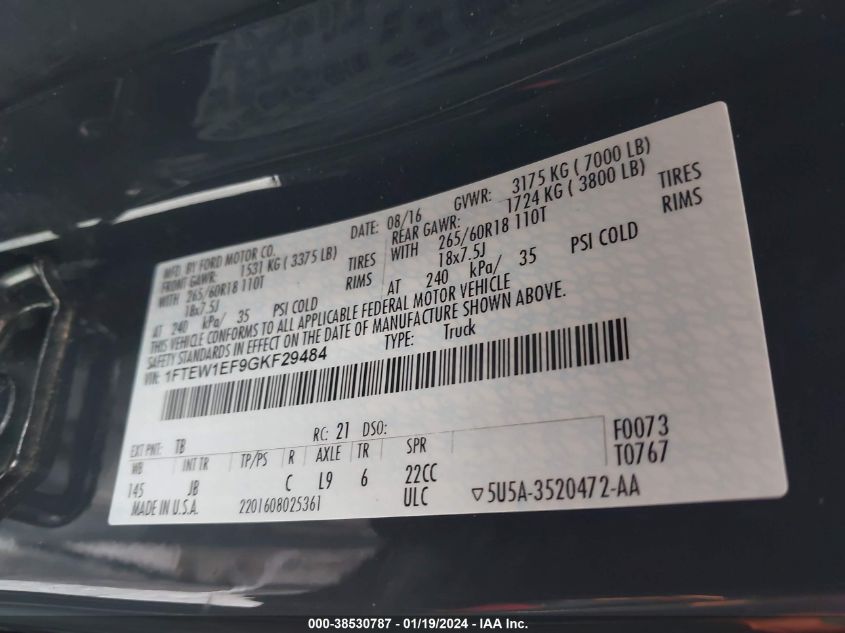 MFD. BY FORD MOTOR CO.
DATE: 08/16 GVWR: 3175 KG ( 7000 LB)
FRONT GAWR: 1531 KG ( 3375 LB) REAR GAWR: 1724 KG ( 3800 LB)
WITH 265/60R18 110T TIRES WITH 265/60R18 110T TIRES
18x7.5J RIMS 18x7.5J RIMS
AT 240 kPa/ 35 PSI COLD AT 240 kPa/ 35 PSI COLD
THIS VEHICLE CONFORMS TO ALL APPLICABLE FEDERAL MOTOR VEHICLE
SAFETY STANDARDS IN EFFECT ON THE DATE OF MANUFACTURE SHOWN ABOVE.
VIN: 1FTEW1EF9GKF29484 TYPE: Truck
EXT PNT: TB RC: 21 DSO: F0073
WB INT TR TP/PS R AXLE TR SPR T0767
145 JB C L9 6 22CC
MADE IN U.S.A. 2201608025361 ULC ▽5U5A-3520472-AA
000-38530787 - 01/19/2024 - IAA Inc.